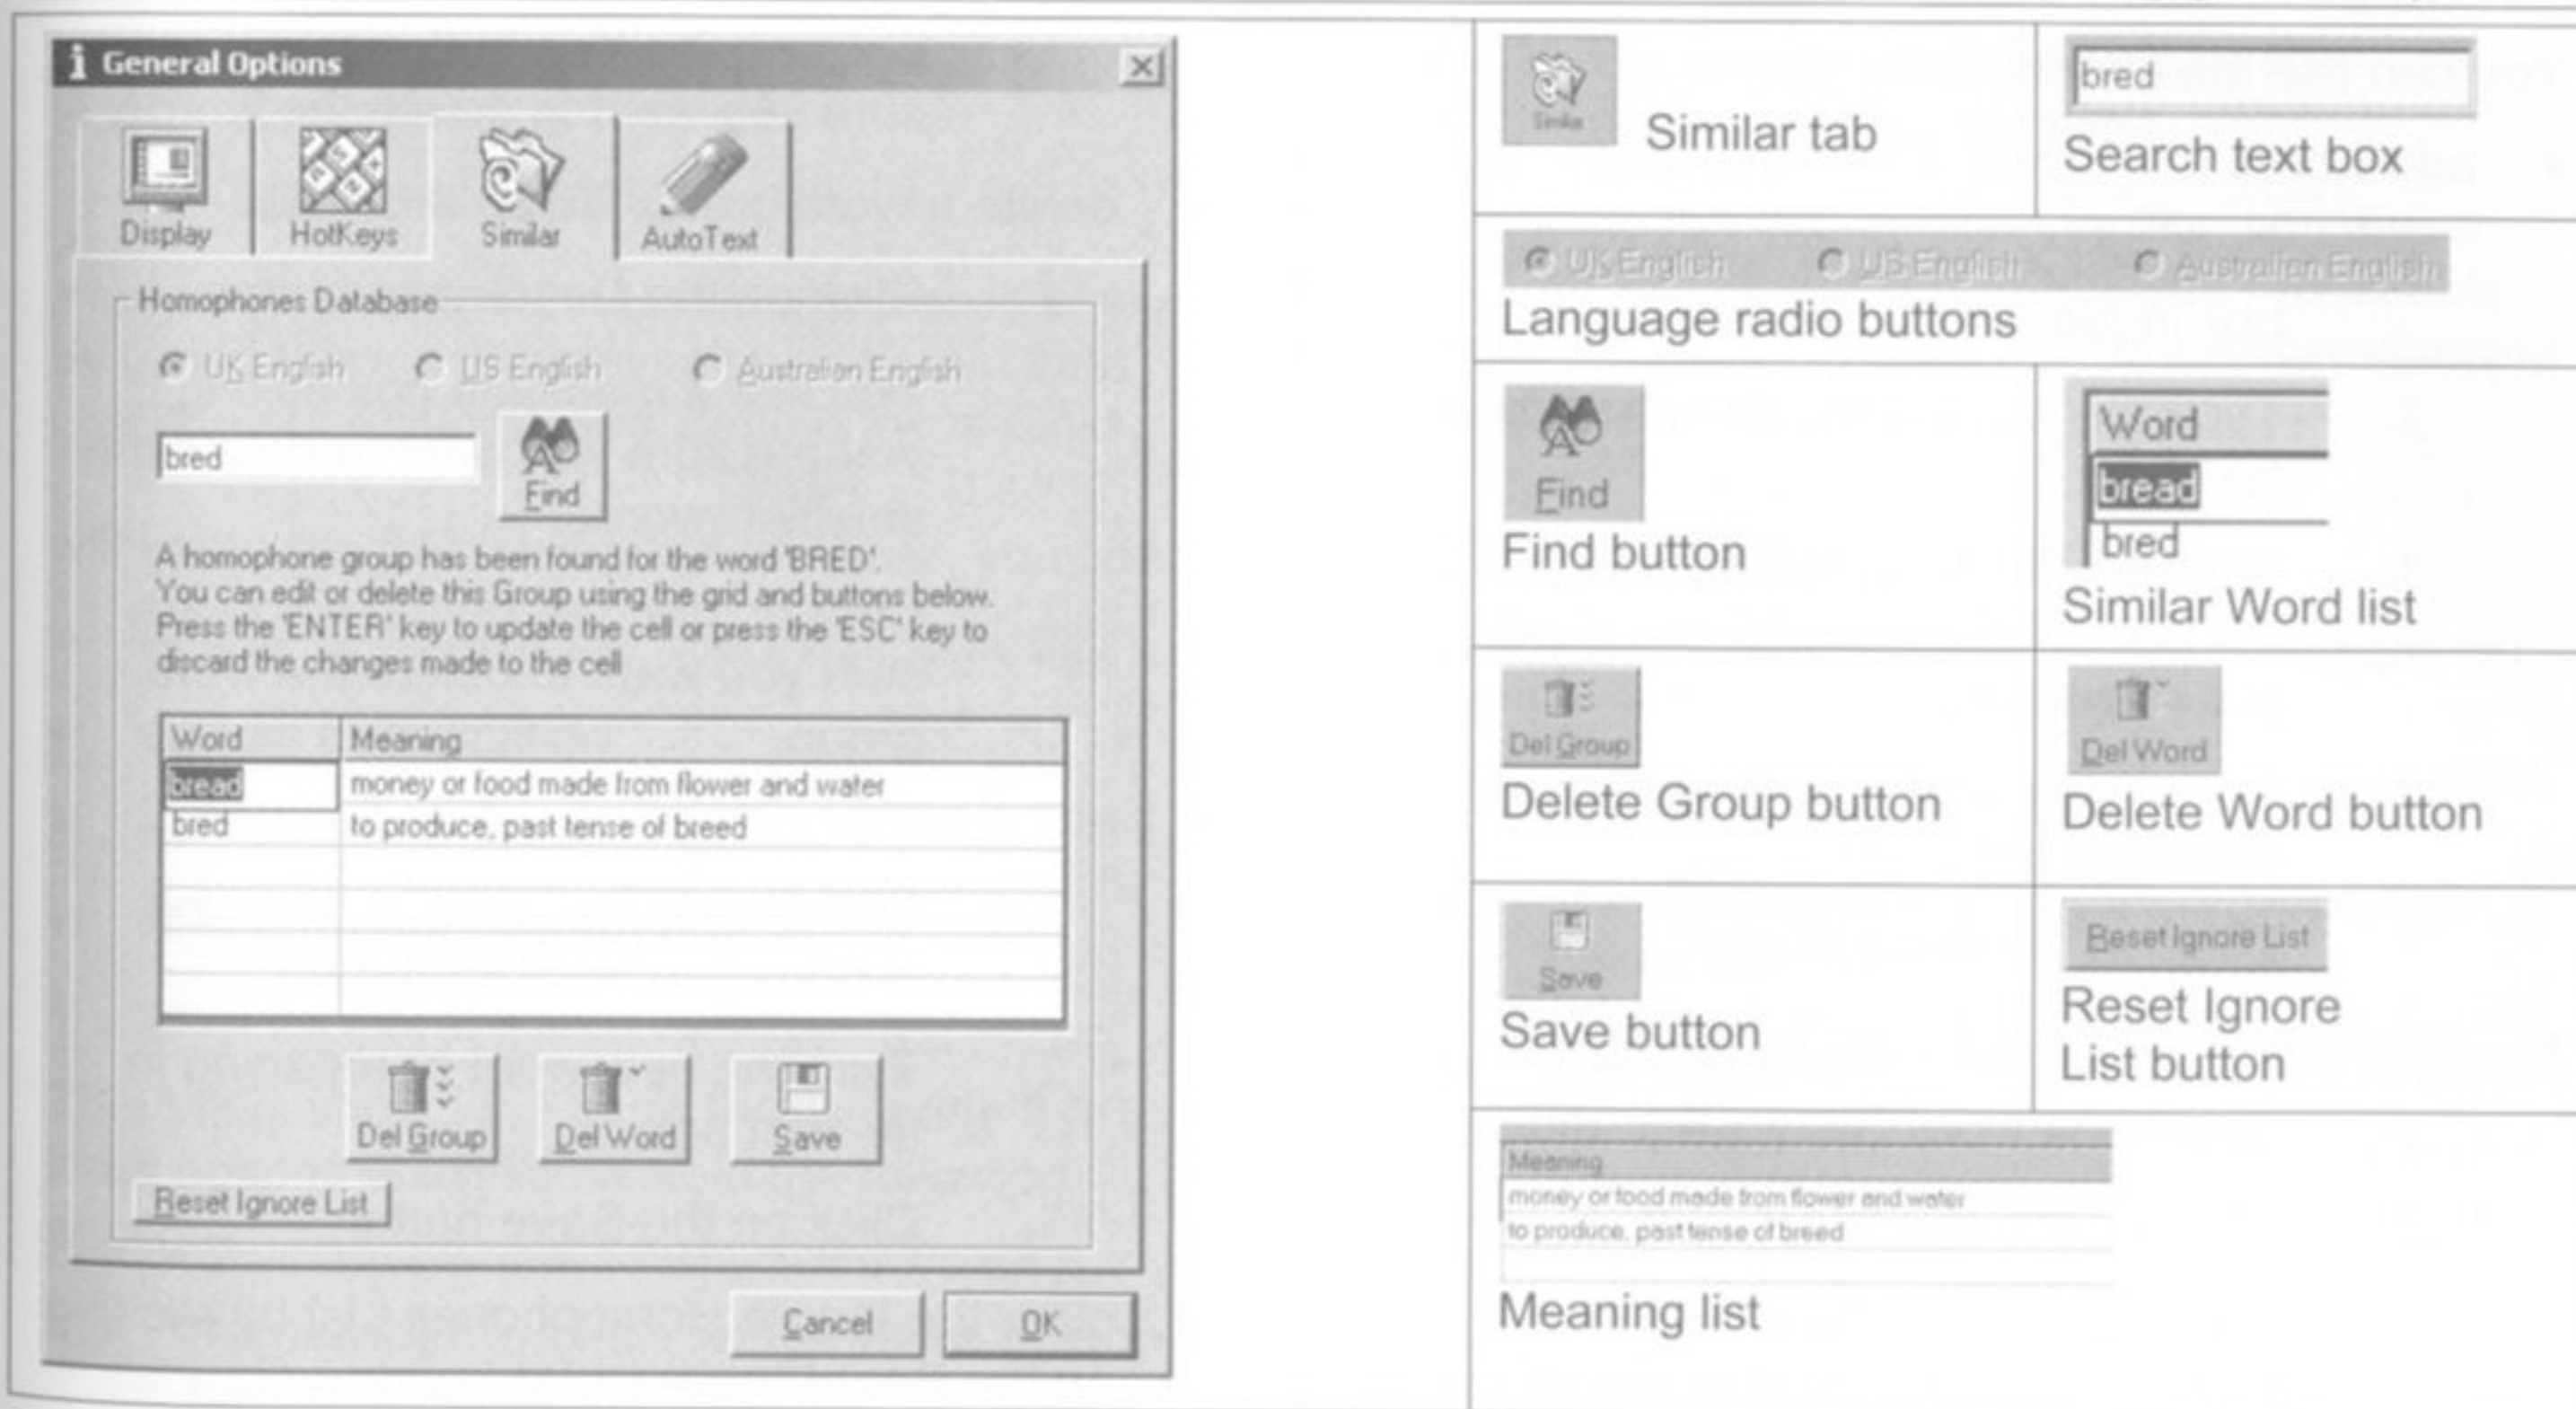 General Options
Display HotKeys Similar AutoText
Homophones Database
UK English US English Australian English
bred
Find
A homophone group has been found for the word 'BRED'.
You can edit or delete this Group using the grid and buttons below.
Press the 'ENTER' key to update the cell or press the 'ESC' key to
discard the changes made to the cell
Word Meaning
bread money or food made from flower and water
bred to produce, past tense of breed
Del Group Del Word Save
Reset Ignore List
Cancel OK
Similar
Similar tab
bred
Search text box
UK English US English Australian English
Language radio buttons
Find
Find button
Word
bread
bred
Similar Word list
Del Group
Delete Group button
Del Word
Delete Word button
Save
Save button
Reset Ignore List
Reset Ignore
List button
Meaning
money or food made from flower and water
to produce, past tense of breed
Meaning list